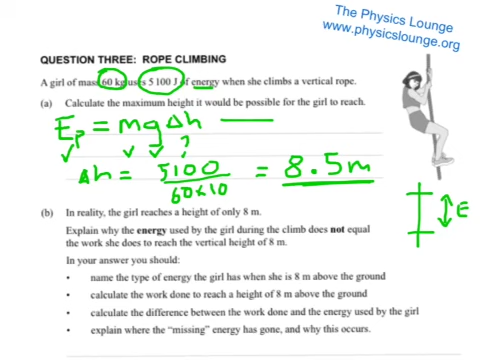 The Physics Lounge
www.physicslounge.org
QUESTION THREE: ROPE CLIMBING
A girl of mass 60 kg uses 5 100 J of energy when she climbs a vertical rope.
(a) Calculate the maximum height it would be possible for the girl to reach.
Ep = mgΔh
?
Δh = 5100 / 60×10 = 8.5m
E
(b) In reality, the girl reaches a height of only 8 m.
Explain why the energy used by the girl during the climb does not equal
the work she does to reach the vertical height of 8 m.
In your answer you should:
• name the type of energy the girl has when she is 8 m above the ground
• calculate the work done to reach a height of 8 m above the ground
• calculate the difference between the work done and the energy used by the girl
• explain where the “missing” energy has gone, and why this occurs.